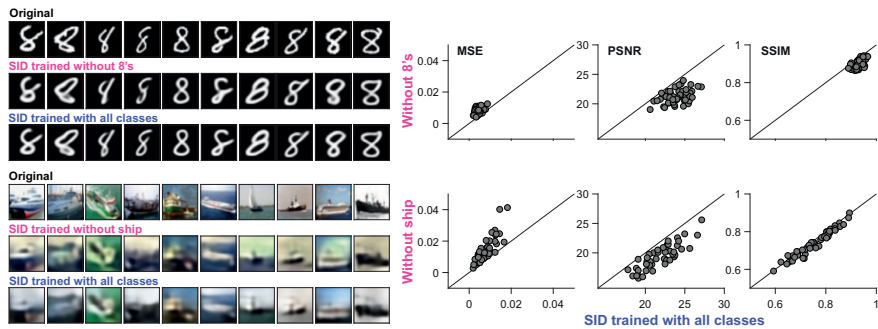 Original
SID trained without 8's
SID trained with all classes
Original
SID trained without ship
SID trained with all classes
Without 8's
MSE
0.04
0.02
0
PSNR
30
25
20
SSIM
1
0.8
0.6
Without ship
0.04
0.02
0
0 0.02 0.04
30
25
20
20 25 30
1
0.8
0.6
0.6 0.8 1
SID trained with all classes